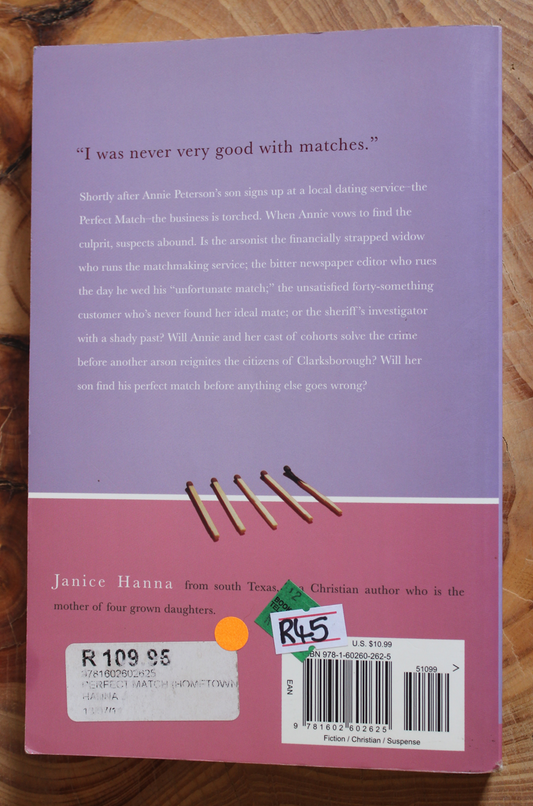 “I was never very good with matches.”
Shortly after Annie Peterson’s son signs up at a local dating service–the
Perfect Match–the business is torched. When Annie vows to find the
culprit, suspects abound. Is the arsonist the financially strapped widow
who runs the matchmaking service; the bitter newspaper editor who rues
the day he wed his “unfortunate match;” the unsatisfied forty-something
customer who’s never found her ideal mate; or the sheriff’s investigator
with a shady past? Will Annie and her cast of cohorts solve the crime
before another arson reignites the citizens of Clarksborough? Will her
son find his perfect match before anything else goes wrong?
Janice Hanna from south Texas, Christian author who is the
mother of four grown daughters.
R45
U.S. $10.99
978-1-60260-262-5
51099 >
EAN
9 781602 602625
Fiction / Christian / Suspense
R 109.95
9781602602625
PERFECT MATCH (HOMETOWN
HANNA